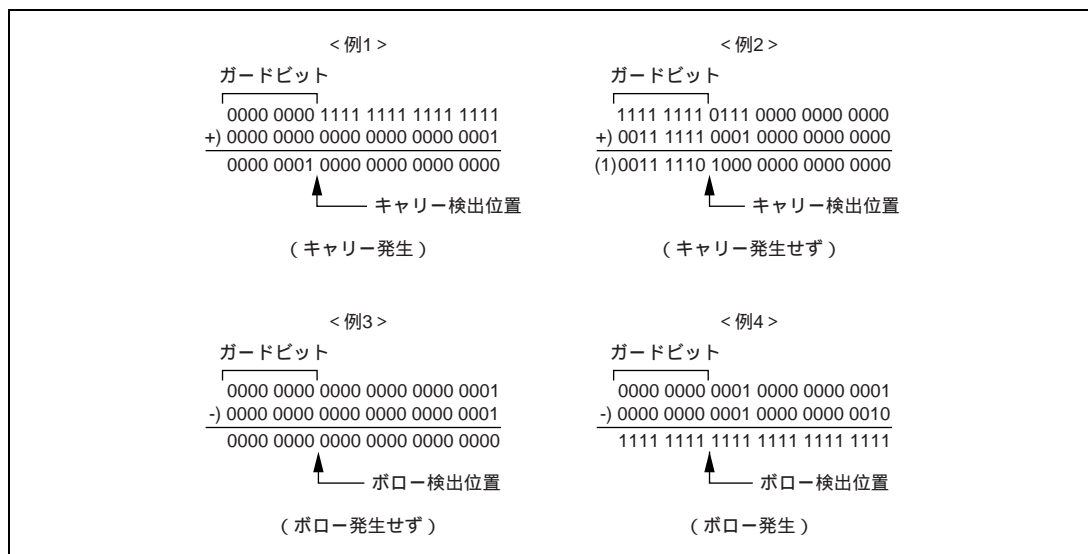 ＜例1＞
ガードビット
0000 0000 1111 1111 1111 1111
+) 0000 0000 0000 0000 0000 0001
0000 0001 0000 0000 0000 0000
キャリー検出位置
（キャリー発生）
＜例2＞
ガードビット
1111 1111 0111 0000 0000 0000
+) 0011 1111 0001 0000 0000 0000
(1)0011 1110 1000 0000 0000 0000
キャリー検出位置
（キャリー発生せず）
＜例3＞
ガードビット
0000 0000 0000 0000 0000 0001
-) 0000 0000 0000 0000 0000 0001
0000 0000 0000 0000 0000 0000
ボロー検出位置
（ボロー発生せず）
＜例4＞
ガードビット
0000 0000 0001 0000 0000 0001
-) 0000 0000 0001 0000 0000 0010
1111 1111 1111 1111 1111 1111
ボロー検出位置
（ボロー発生）